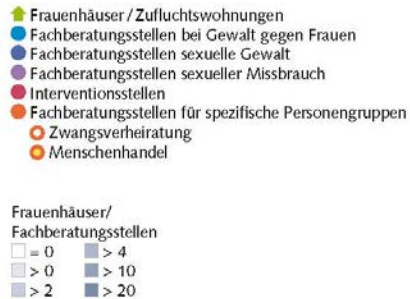 Frauenhäuser / Zufluchtswohnungen
Fachberatungsstellen bei Gewalt gegen Frauen
Fachberatungsstellen sexuelle Gewalt
Fachberatungsstellen sexueller Missbrauch
Interventionsstellen
Fachberatungsstellen für spezifische Personengruppen
Zwangsverheiratung
Menschenhandel
Frauenhäuser/
Fachberatungsstellen
= 0 > 4
> 0 > 10
> 2 > 20